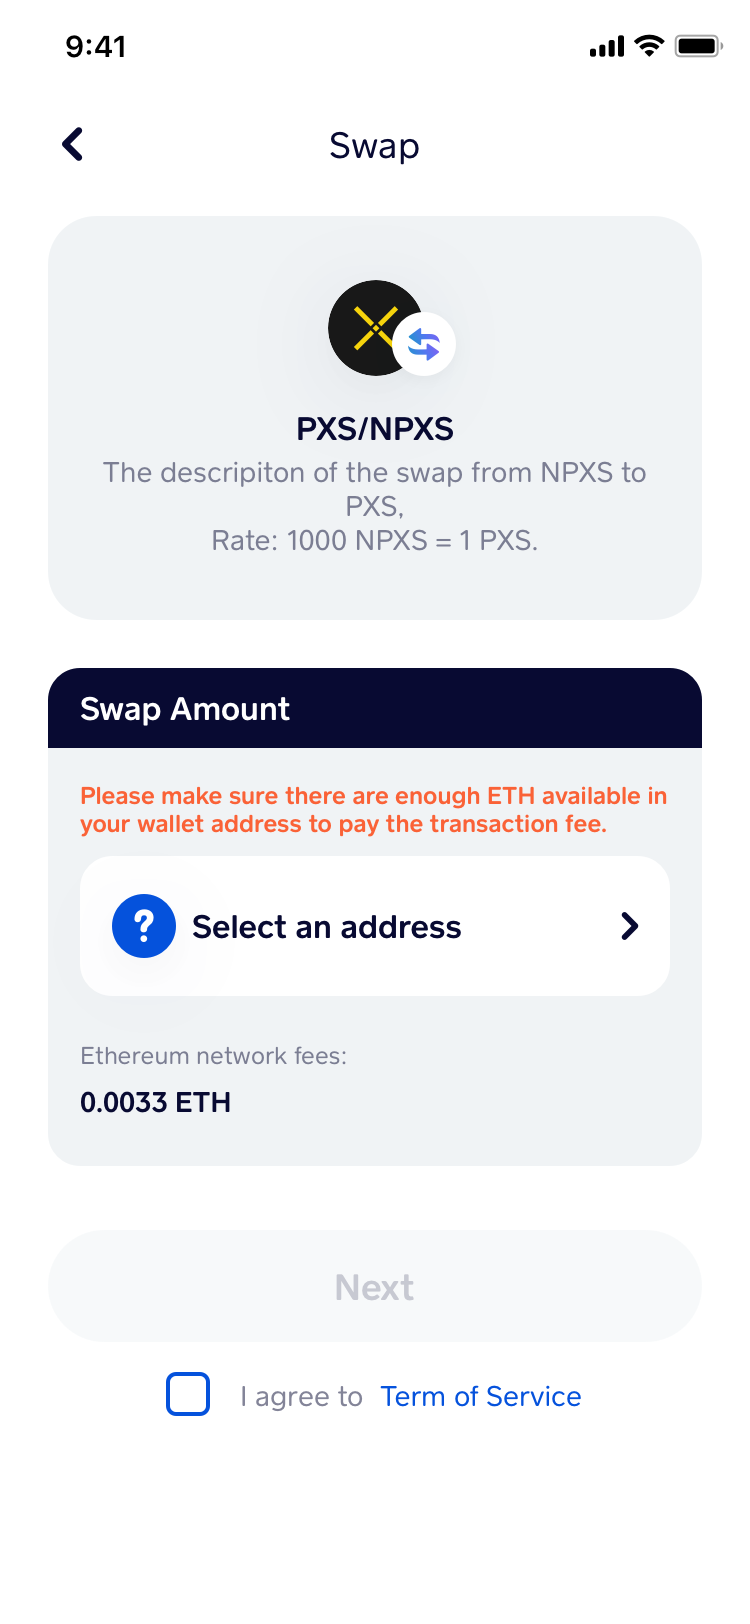 9:41
Swap
PXS/NPXS
The descripiton of the swap from NPXS to
PXS,
Rate: 1000 NPXS = 1 PXS.
Swap Amount
Please make sure there are enough ETH available in
your wallet address to pay the transaction fee.
? Select an address
Ethereum network fees:
0.0033 ETH
Next
I agree to Term of Service